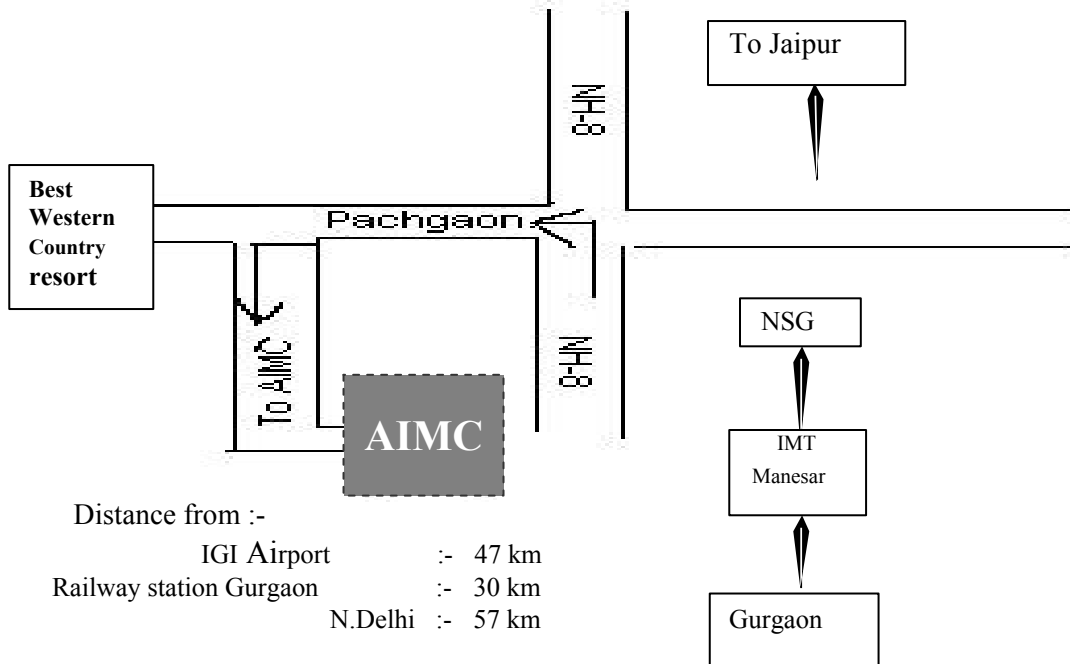 To Jaipur
NH-8
Best
Western
Country
resort
Pachgaon
NSG
NH-8
To AIMC
AIMC
IMT
Manesar
Distance from :-
IGI Airport :- 47 km
Railway station Gurgaon :- 30 km
N.Delhi :- 57 km
Gurgaon